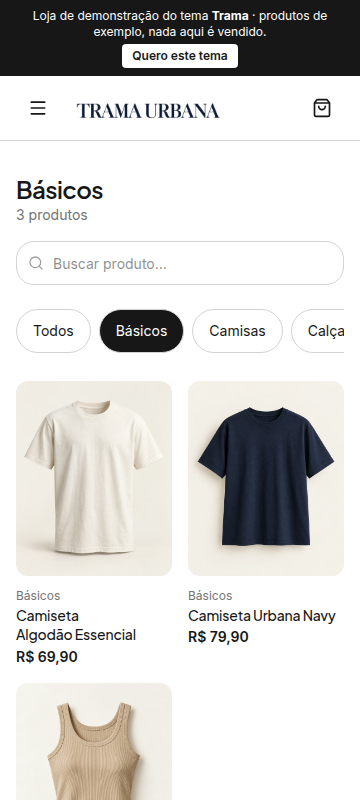 Loja de demonstração do tema Trama · produtos de
exemplo, nada aqui é vendido.
Quero este tema
TRAMA URBANA
Básicos
3 produtos
Buscar produto...
Todos
Básicos
Camisas
Calça
Básicos
Camiseta
Algodão Essencial
R$ 69,90
Básicos
Camiseta Urbana Navy
R$ 79,90